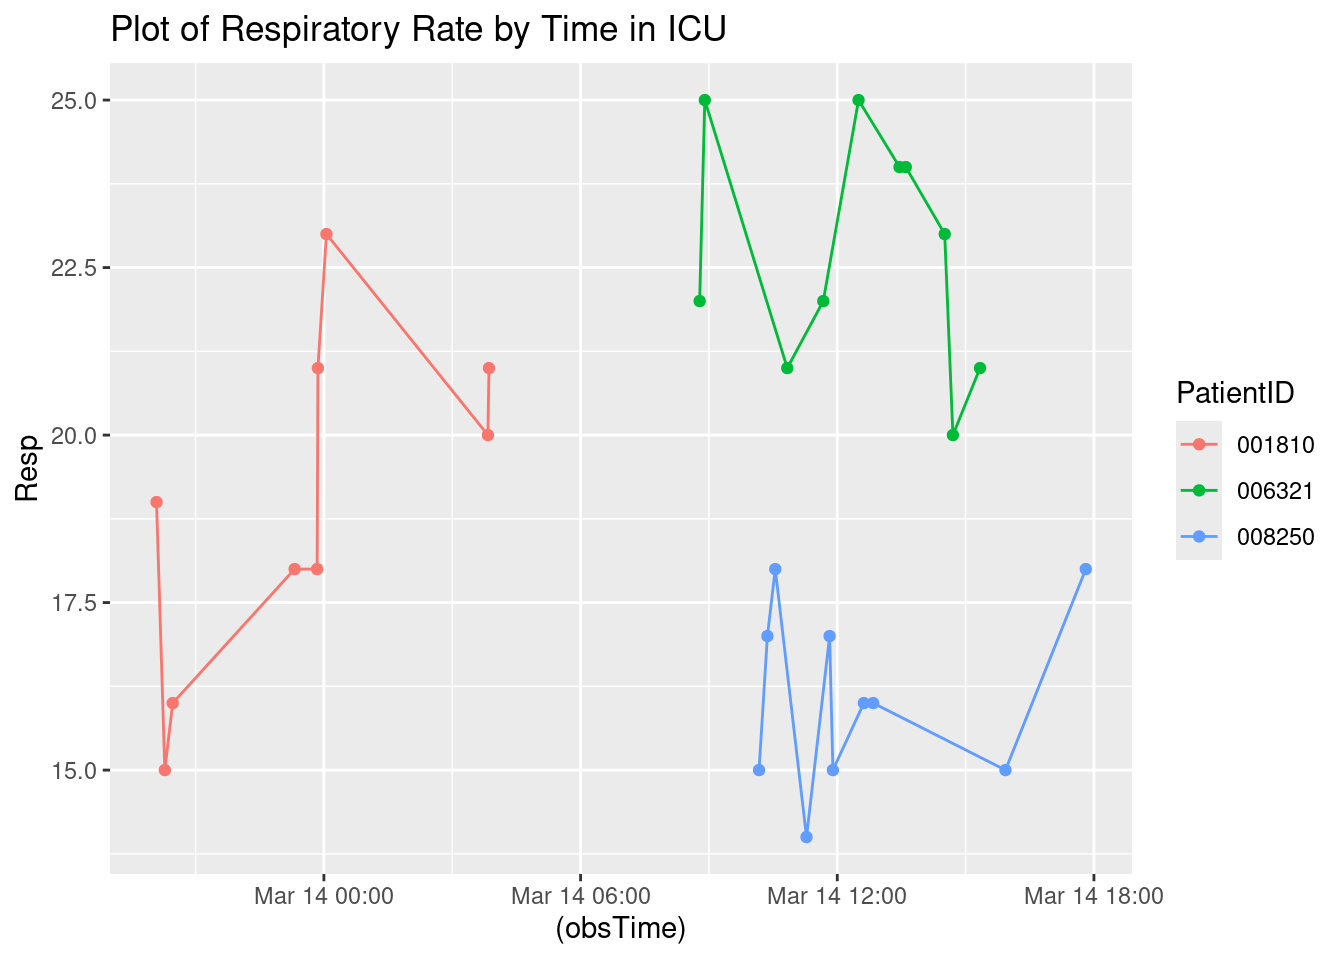 Plot of Respiratory Rate by Time in ICU
25.0
22.5
20.0
17.5
15.0
Resp
Mar 14 00:00
Mar 14 06:00
Mar 14 12:00
Mar 14 18:00
(obsTime)
PatientID
001810
006321
008250